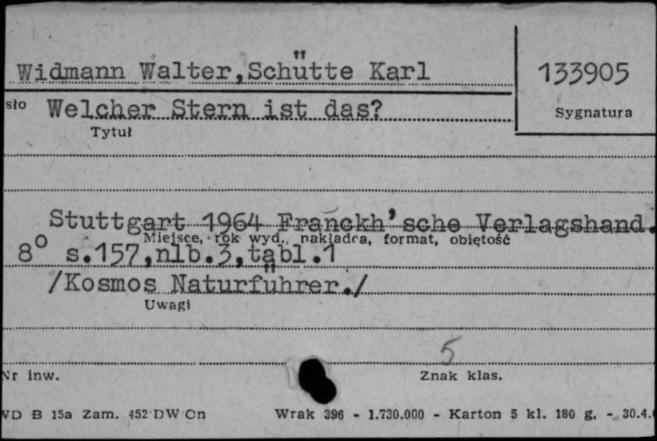 Widmann Walter,Schütte Karl
133905
sło Welcher Stern ist das?
Sygnatura
Tytuł
Stuttgart 1964 Franckh'sche Verlagshand.
Miejsce, rok wyd., nakładca, format, objętość
8° s.157,nlb.3,tabl.1
/Kosmos Naturführer./
Uwagi
5
Nr inw.
Znak klas.
VD B 15a Zam. 452 DW Cn Wrak 396 - 1.730.000 - Karton 5 kl. 180 g. - 30.4.